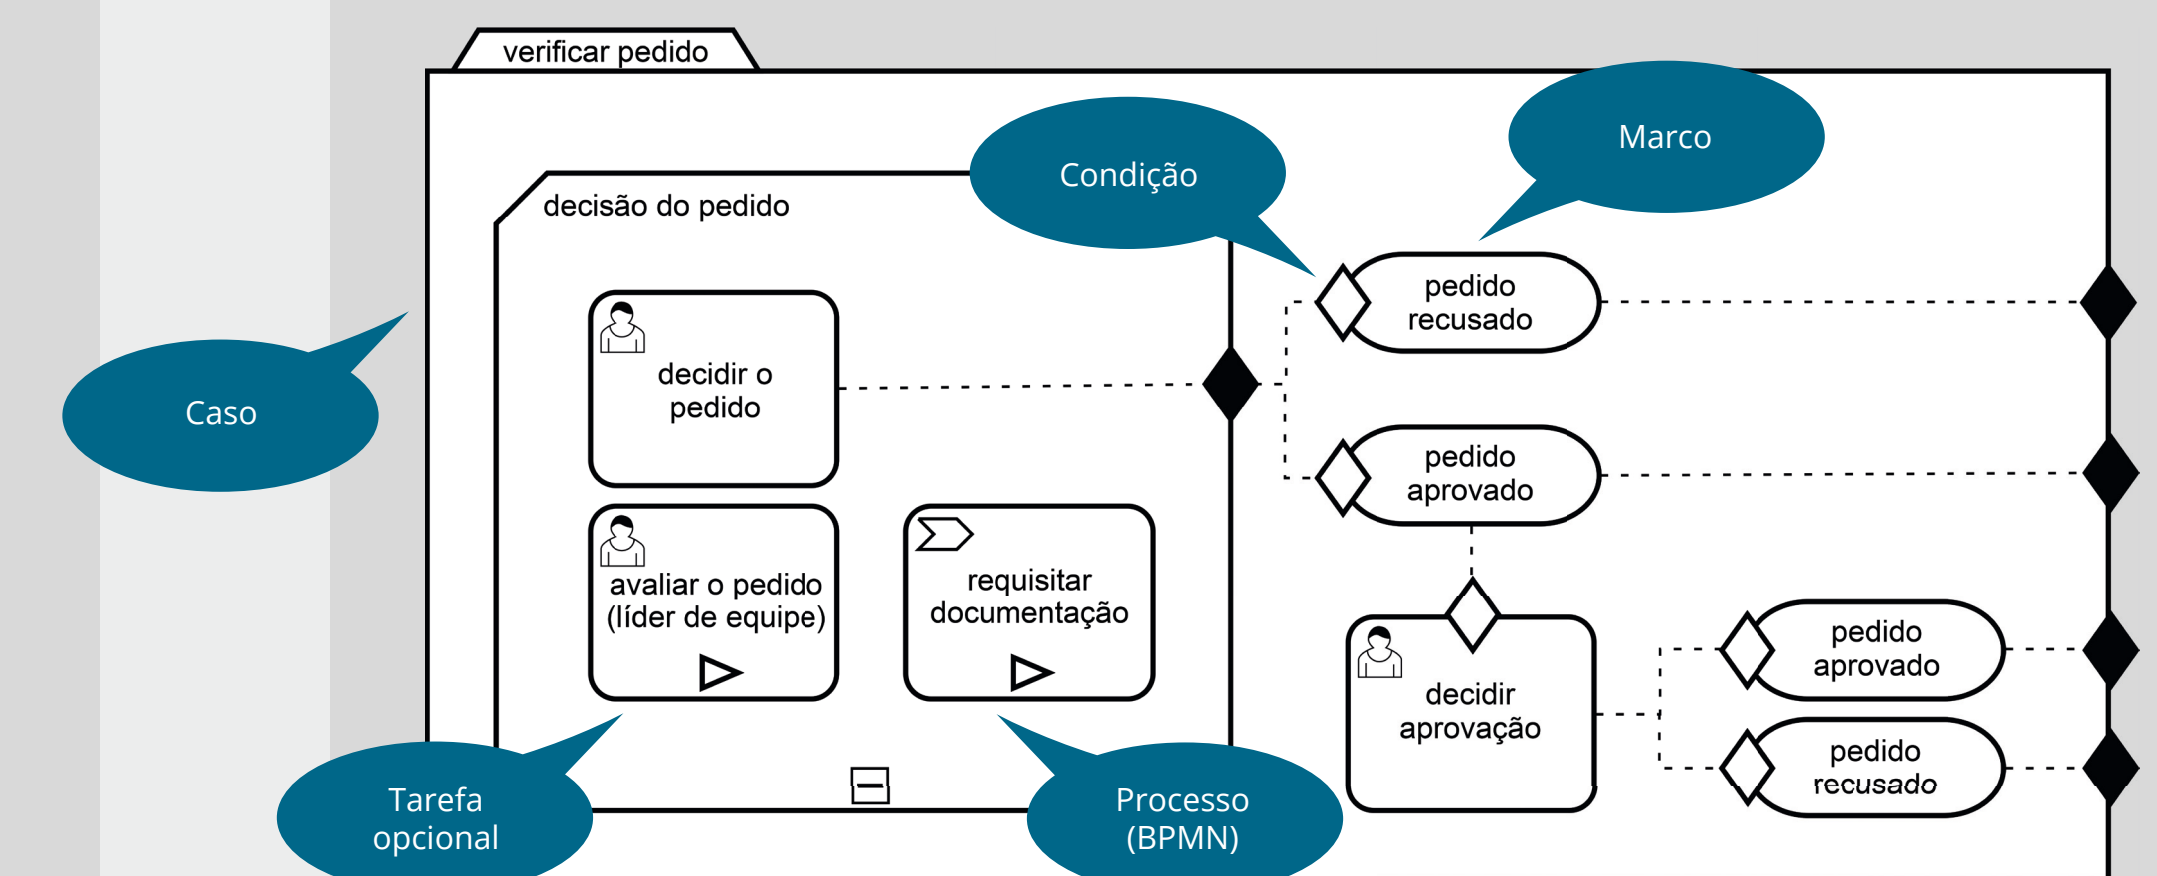 verificar pedido
Marco
Condição
decisão do pedido
pedido
recusado
decidir o
pedido
Caso
pedido
aprovado
avaliar o pedido
(líder de equipe)
requisitar
documentação
decidir
aprovação
pedido
aprovado
pedido
recusado
Tarefa
opcional
Processo
(BPMN)